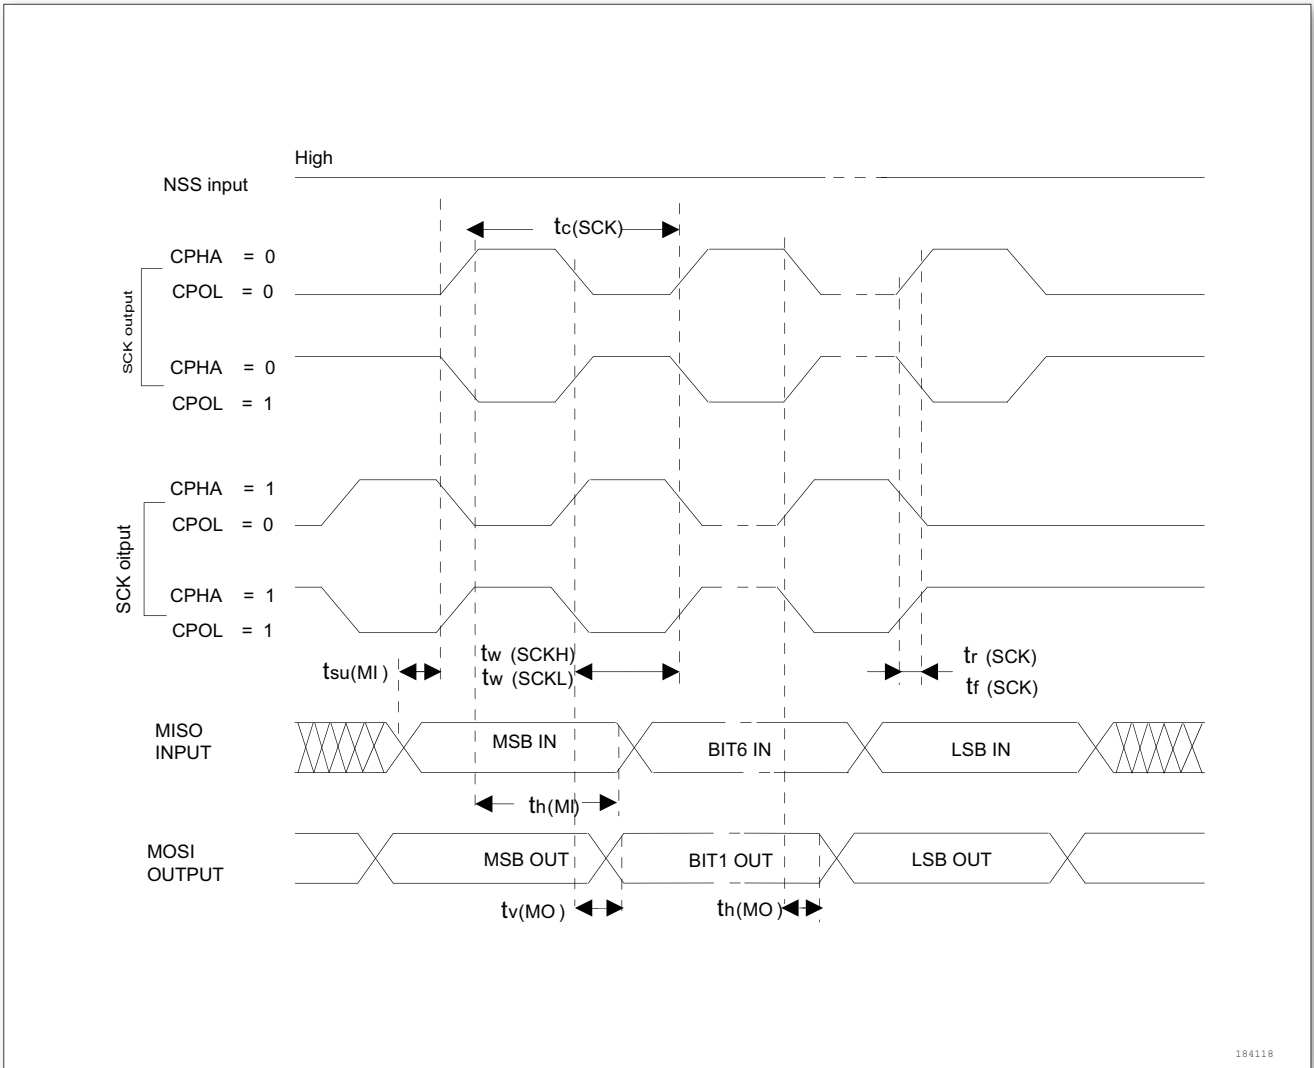 High
NSS input
tc(SCK)
CPHA = 0
CPOL = 0
SCK output
CPHA = 0
CPOL = 1
CPHA = 1
CPOL = 0
SCK oitput
CPHA = 1
CPOL = 1
tsu(MI)
tw (SCKH)
tw (SCKL)
tr (SCK)
tf (SCK)
MISO
INPUT
MSB IN
BIT6 IN
LSB IN
th(MI)
MOSI
OUTPUT
MSB OUT
BIT1 OUT
LSB OUT
tv(MO)
th(MO)
184118